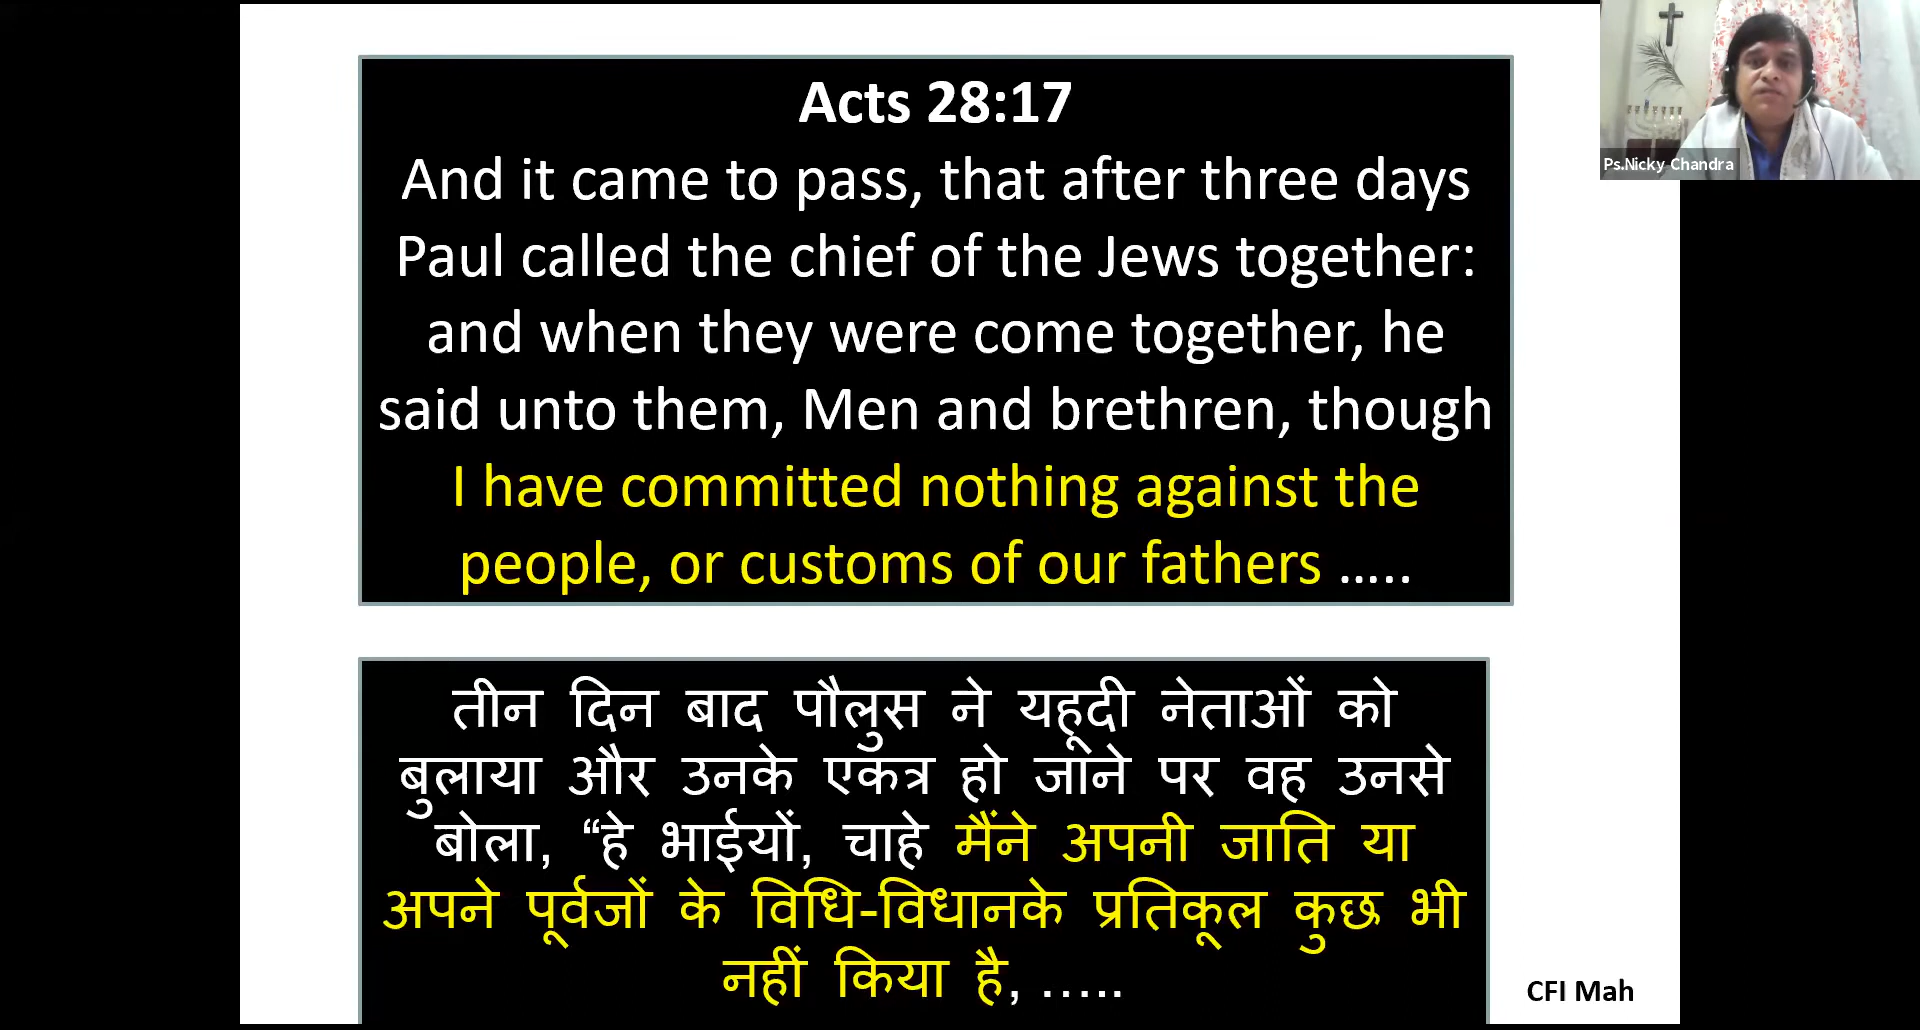 Acts 28:17
And it came to pass, that after three days
Paul called the chief of the Jews together:
and when they were come together, he
said unto them, Men and brethren, though
I have committed nothing against the
people, or customs of our fathers .....
तीन दिन बाद पौलुस ने यहूदी नेताओं को
बुलाया और उनके एकत्र हो जाने पर वह उनसे
बोला, “हे भाईयों, चाहे मैंने अपनी जाति या
अपने पूर्वजों के विधि-विधानके प्रतिकूल कुछ भी
नहीं किया है, .....
CFI Mah
Ps.Nicky Chandra